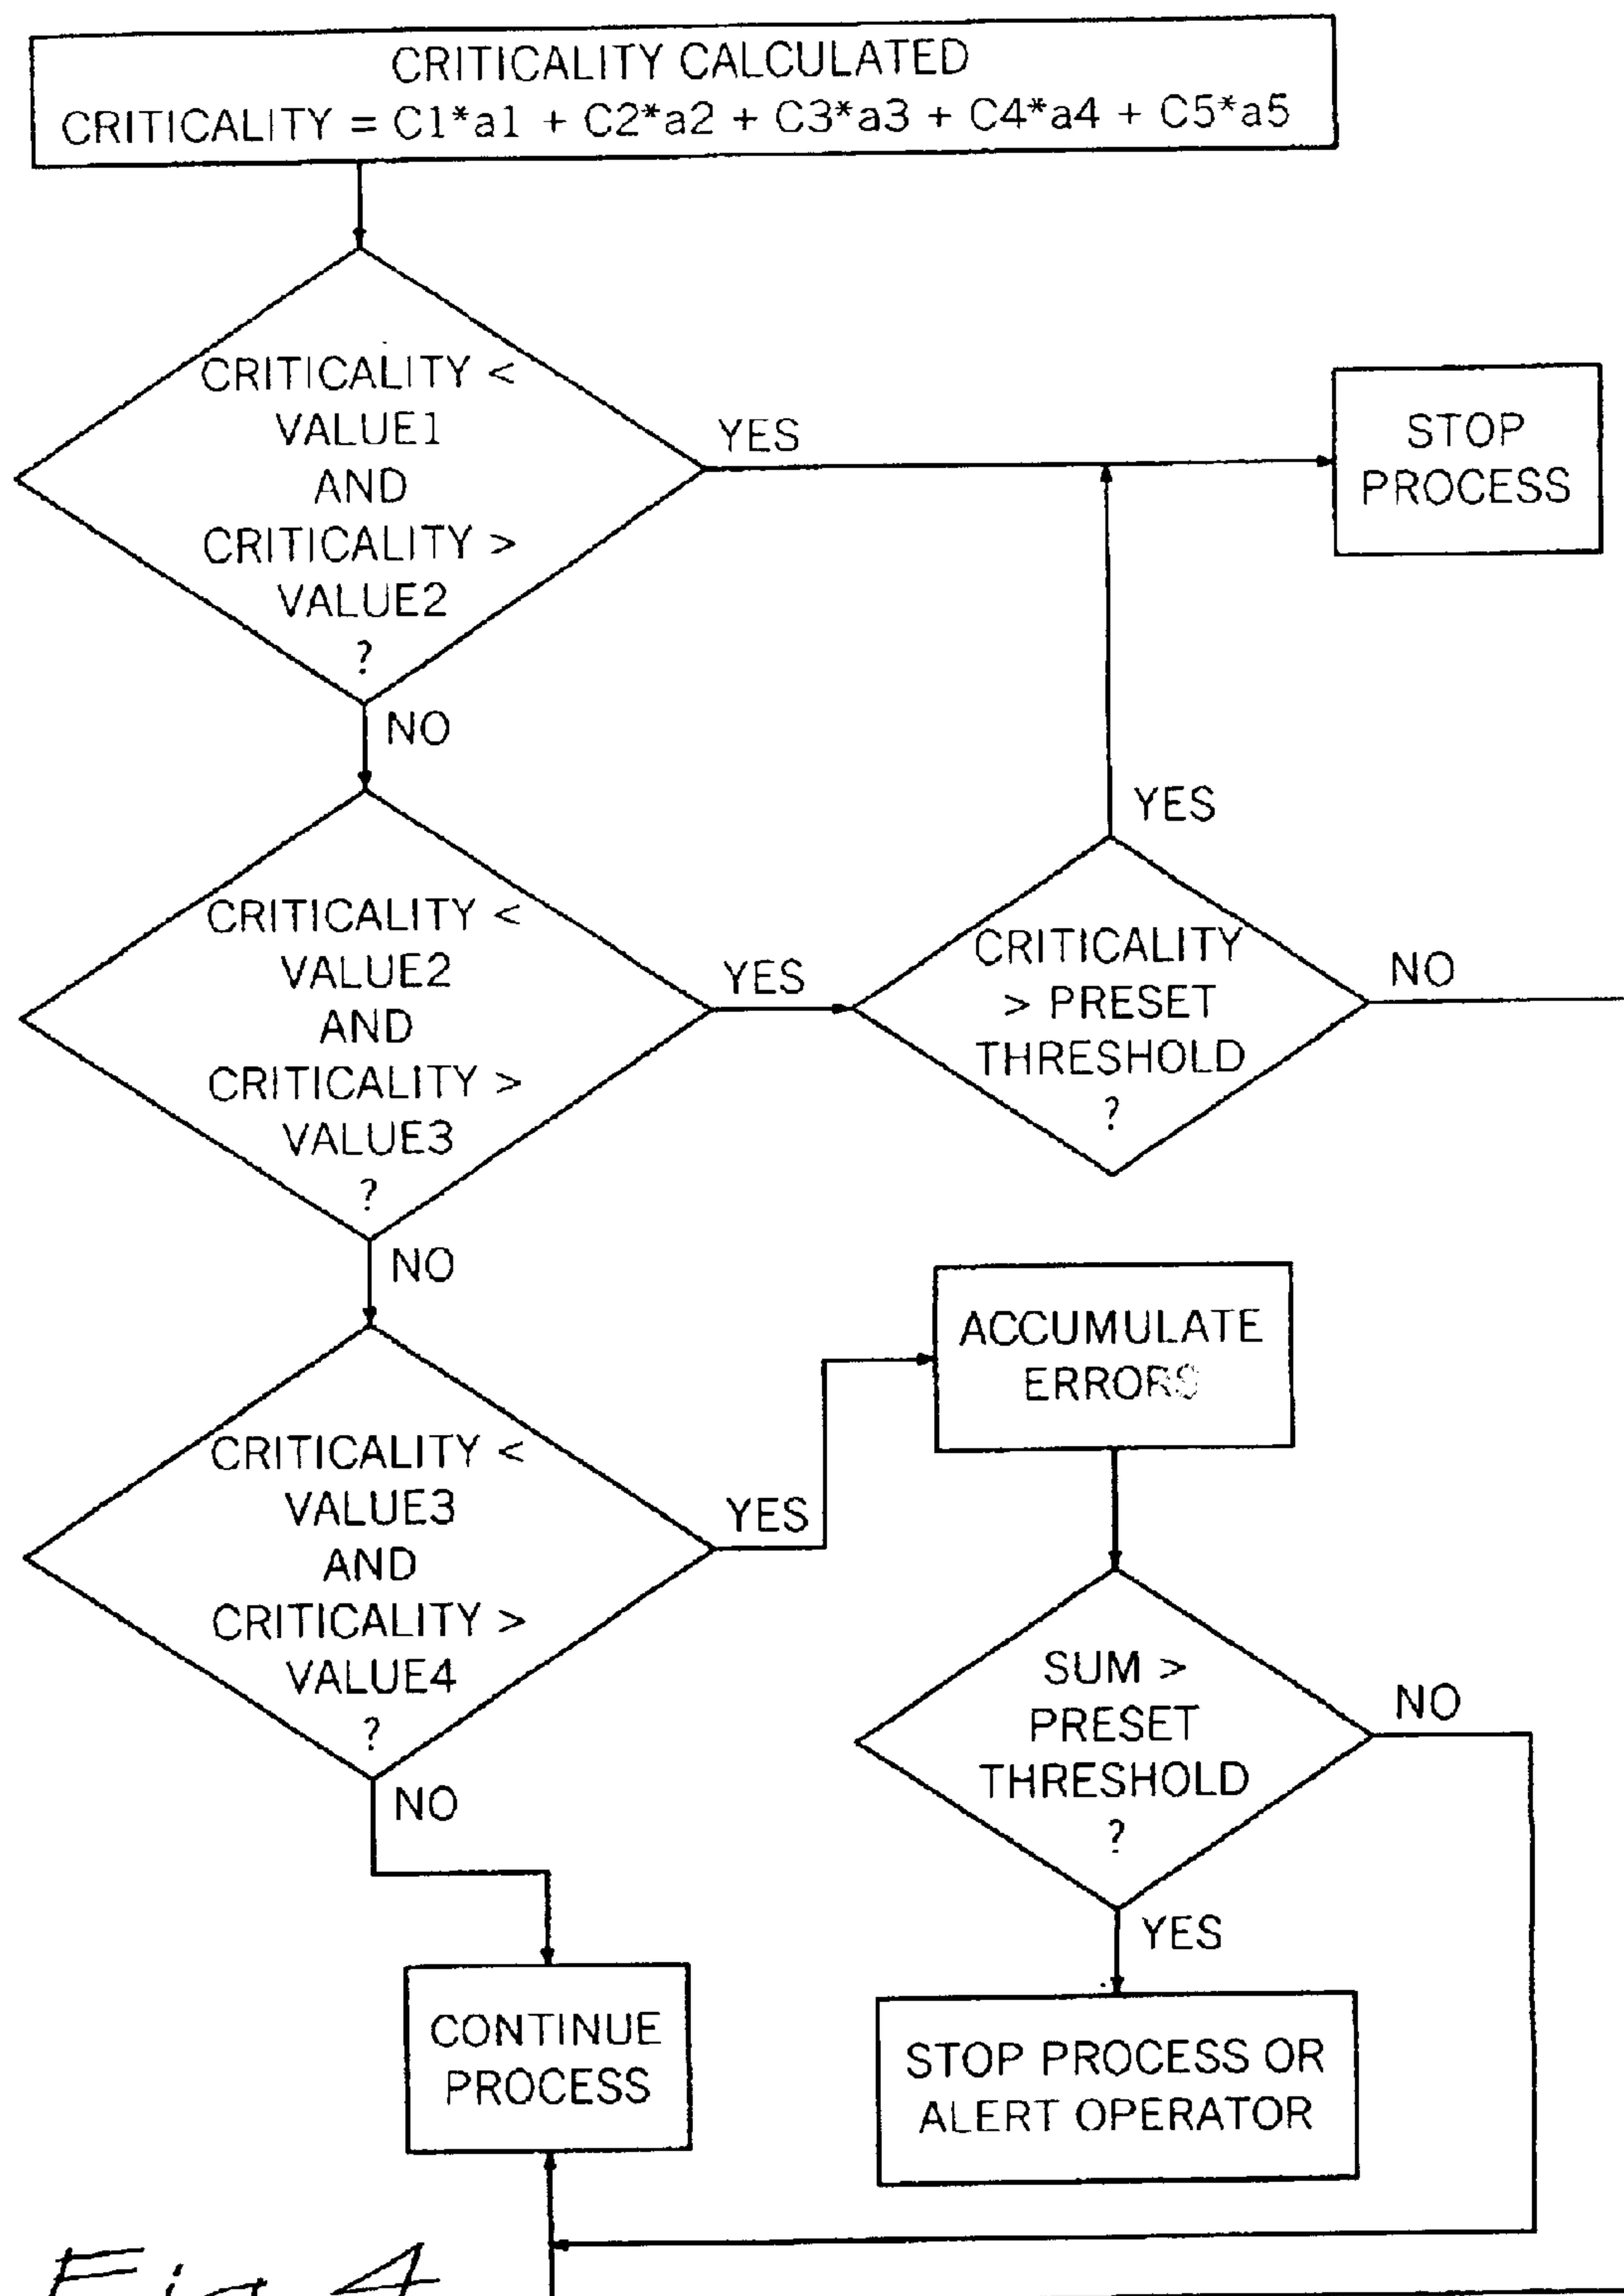 CRITICALITY CALCULATED
CRITICALITY = C1*a1 + C2*a2 + C3*a3 + C4*a4 + C5*a5
CRITICALITY <
VALUE1
AND
CRITICALITY >
VALUE2
?
YES
STOP
PROCESS
NO
CRITICALITY <
VALUE2
AND
CRITICALITY >
VALUE3
?
YES
CRITICALITY
> PRESET
THRESHOLD
?
YES
NO
NO
CRITICALITY <
VALUE3
AND
CRITICALITY >
VALUE4
?
YES
ACCUMULATE
ERRORS
SUM >
PRESET
THRESHOLD
?
NO
YES
STOP PROCESS OR
ALERT OPERATOR
NO
CONTINUE
PROCESS
Fig. 4